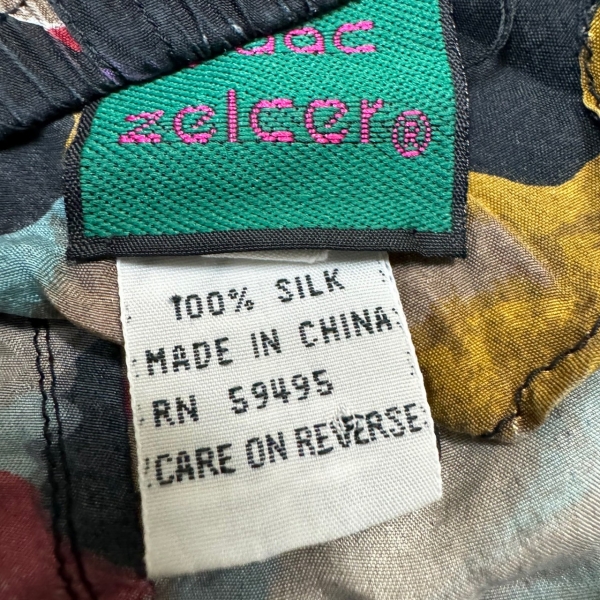 zelcer®
100% SILK
MADE IN CHINA
RN 59495
CARE ON REVERSE